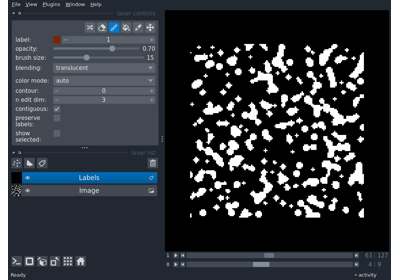 File View Plugins Window Help
layer controls
label: 1
opacity: 0.70
brush size: 15
blending: translucent
color mode: auto
contour: 0
n edit dim: 3
contiguous:
preserve
labels:
show
selected:
layer list
Labels
Image
1 63 127
0 4 9
Ready
activity